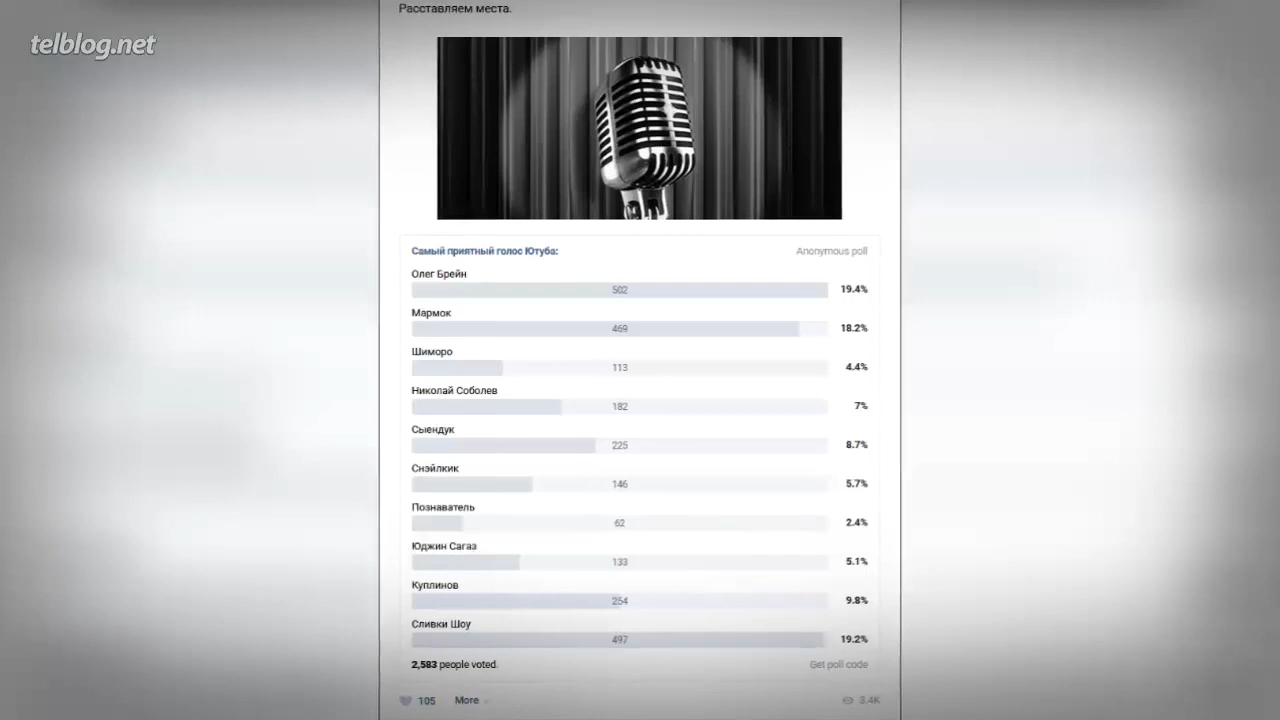 Расставляем места.
telblog.net
Самый приятный голос Ютуба:
Anonymous poll
Олег Брейн
502 19.4%
Мармок
469 18.2%
Шиморо
113 4.4%
Николай Соболев
182 7%
Сыендук
225 8.7%
Снэйлкик
146 5.7%
Познаватель
62 2.4%
Юджин Сагаз
133 5.1%
Куплинов
254 9.8%
Сливки Шоу
497 19.2%
2,583 people voted.
Get poll code
105 More 3.4K